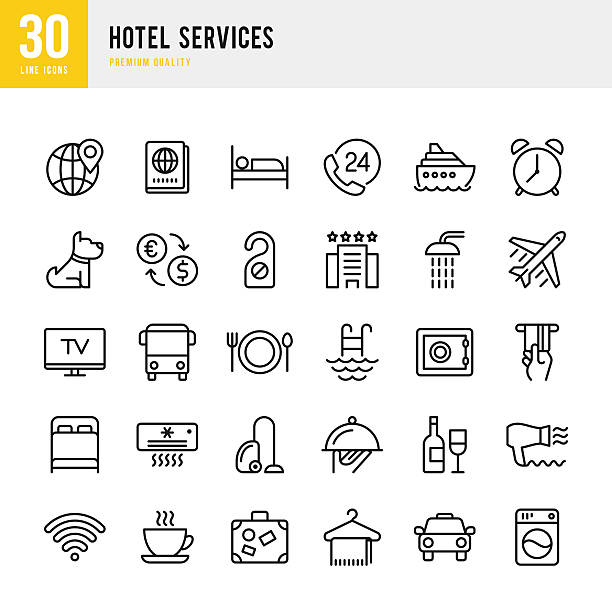 30
LINE ICONS
HOTEL SERVICES
PREMIUM QUALITY
24
€
$
TV